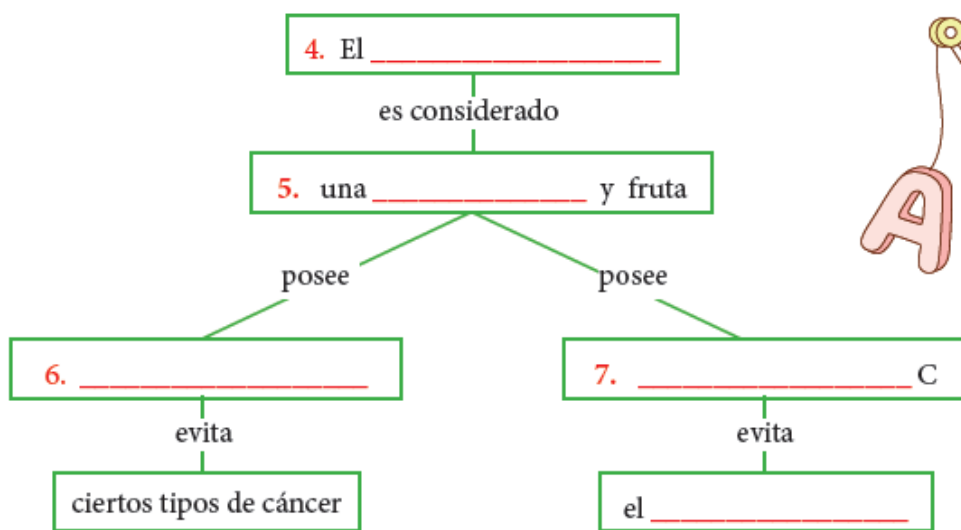 4. El ___________________
es considerado
5. una ______________ y fruta
posee posee
6. ___________________
7. __________________ C
evita evita
ciertos tipos de cáncer
el _________________
A